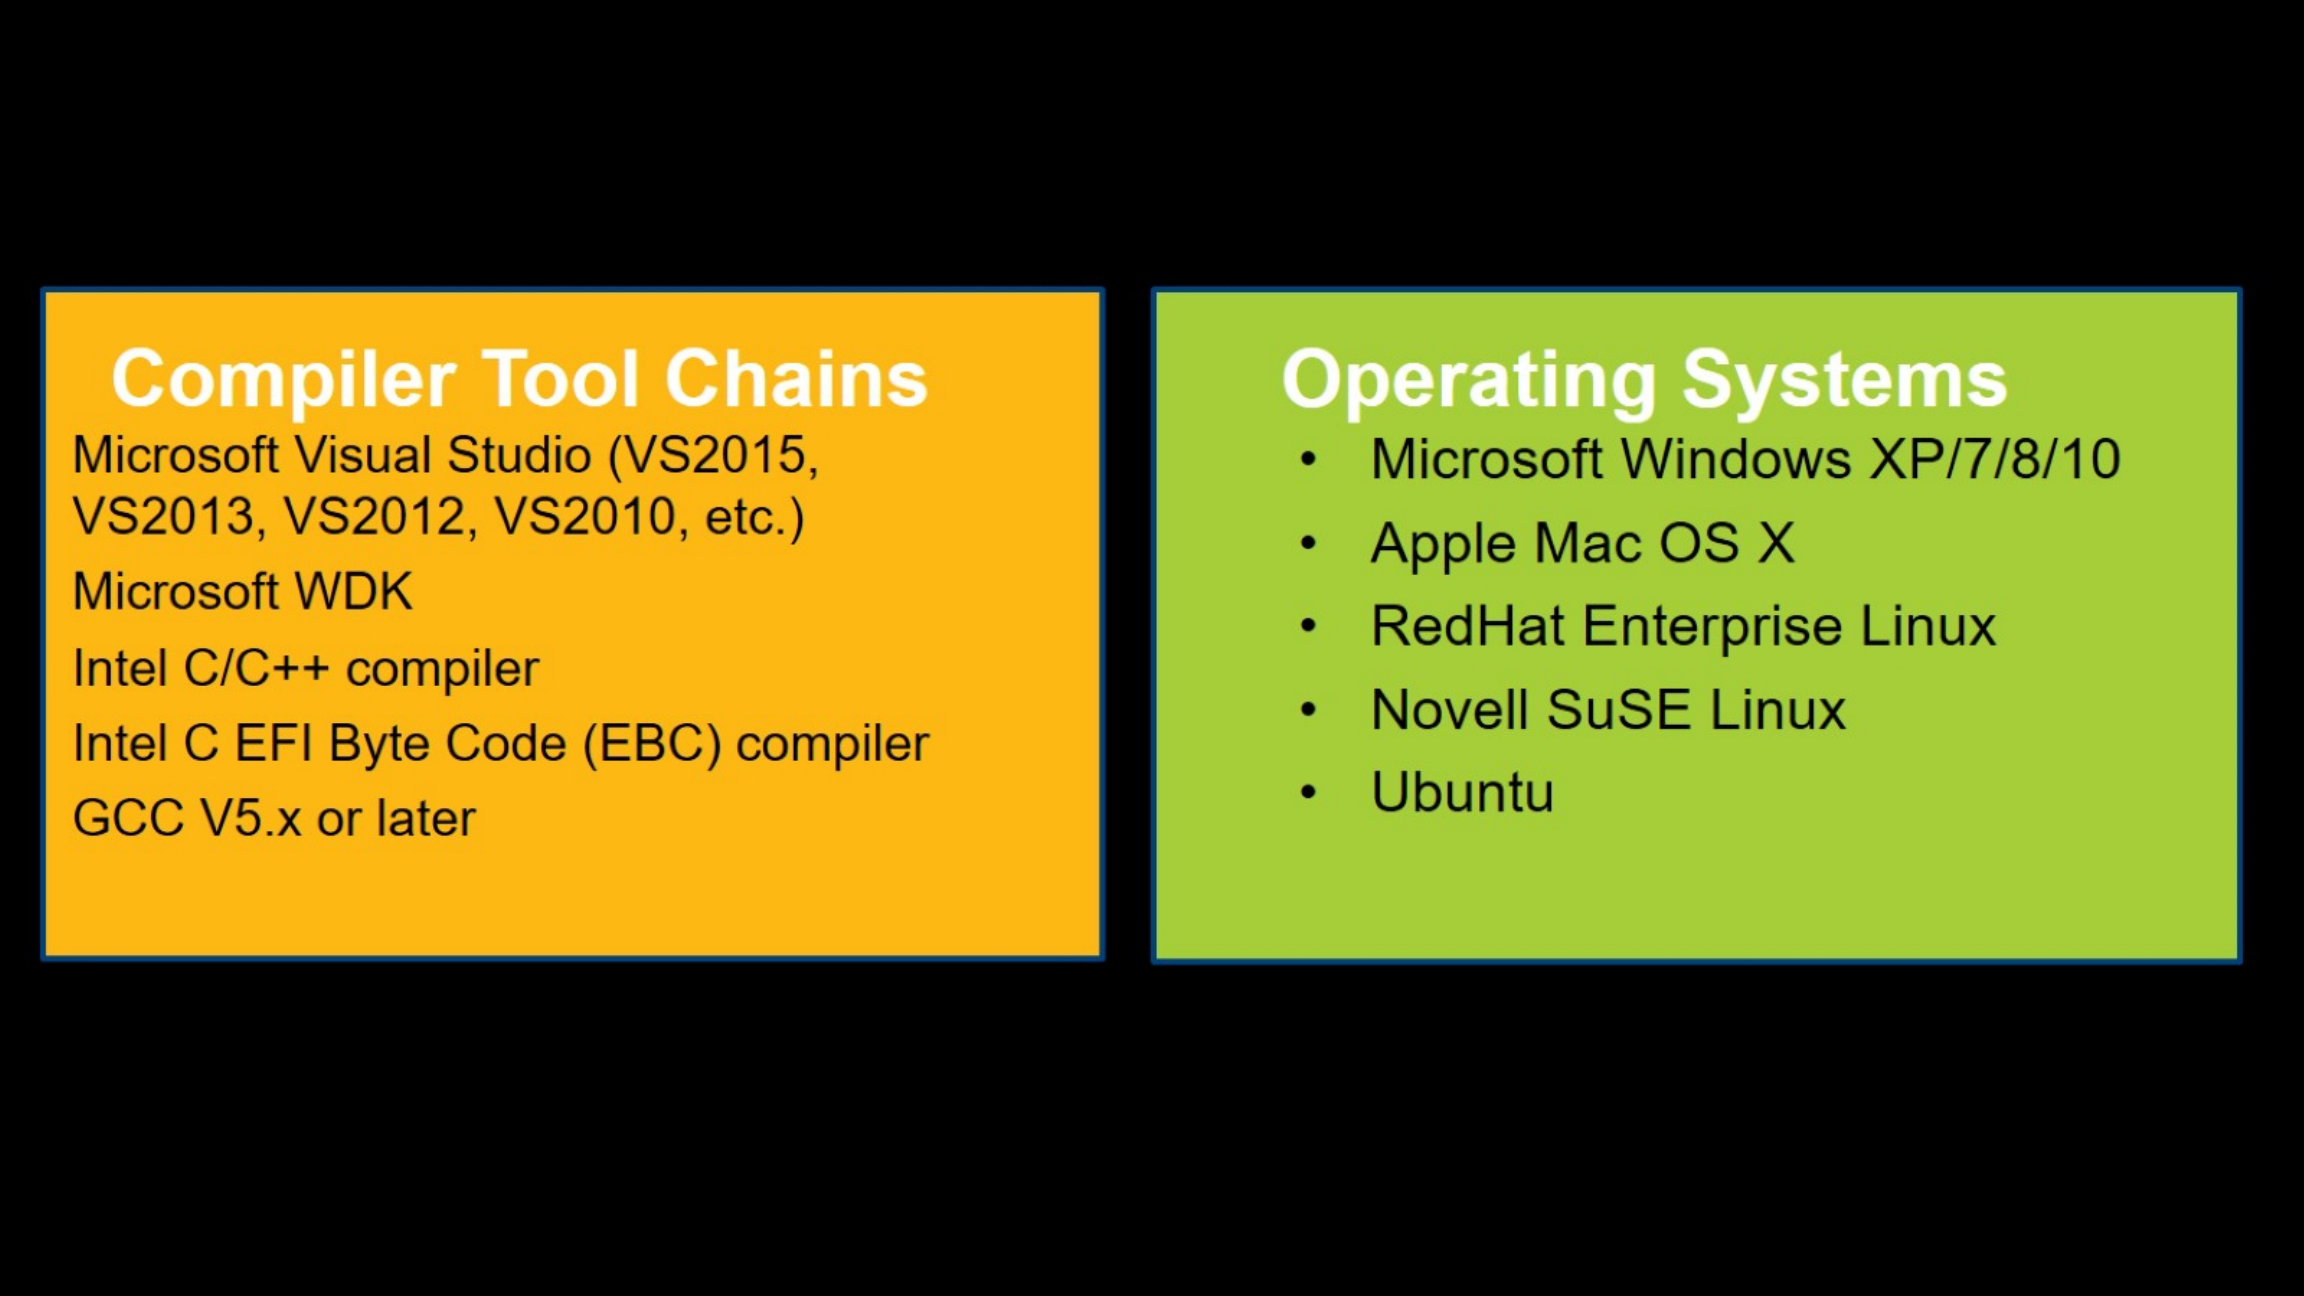 Compiler Tool Chains
Microsoft Visual Studio (VS2015,
VS2013, VS2012, VS2010, etc.)
Microsoft WDK
Intel C/C++ compiler
Intel C EFI Byte Code (EBC) compiler
GCC V5.x or later
Operating Systems
• Microsoft Windows XP/7/8/10
• Apple Mac OS X
• RedHat Enterprise Linux
• Novell SuSE Linux
• Ubuntu